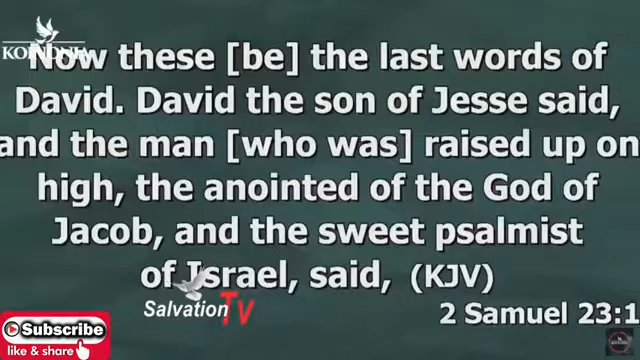 KOINONIA
Now these [be] the last words of
David. David the son of Jesse said,
and the man [who was] raised up on
high, the anointed of the God of
Jacob, and the sweet psalmist
of Israel, said, (KJV)
Salvation TV
2 Samuel 23:1
Subscribe
like & share